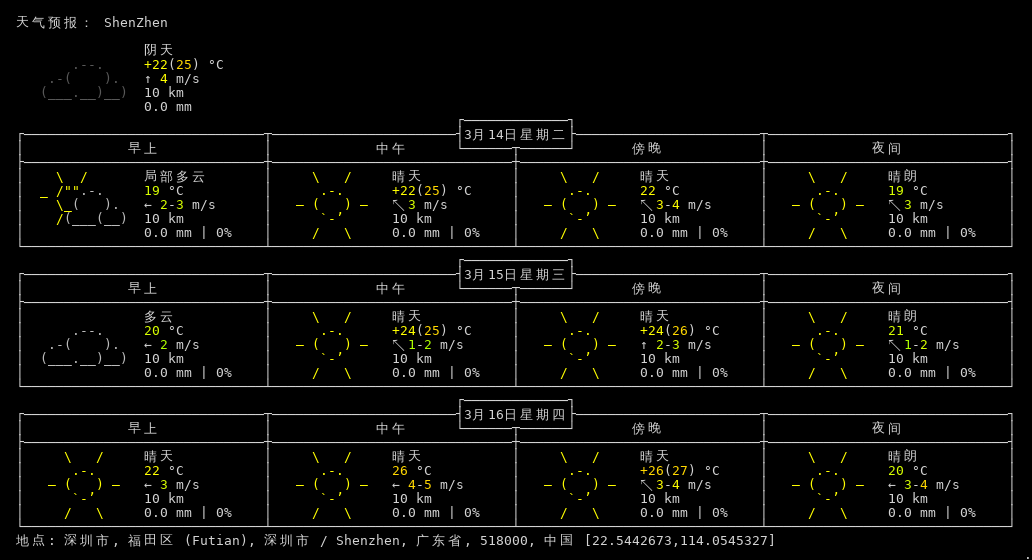 天气预报： ShenZhen
阴天
+22(25) °C
↑ 4 m/s
10 km
0.0 mm
3月14日星期二
早上 中午 傍晚 夜间
局部多云 晴天 晴天 晴朗
19 °C +22(25) °C 22 °C 19 °C
← 2-3 m/s ↖ 3 m/s ↖ 3-4 m/s ↖ 3 m/s
10 km 10 km 10 km 10 km
0.0 mm | 0% 0.0 mm | 0% 0.0 mm | 0% 0.0 mm | 0%
3月15日星期三
早上 中午 傍晚 夜间
多云 晴天 晴天 晴朗
20 °C +24(25) °C +24(26) °C 21 °C
← 2 m/s ↖ 1-2 m/s ↑ 2-3 m/s ↖ 1-2 m/s
10 km 10 km 10 km 10 km
0.0 mm | 0% 0.0 mm | 0% 0.0 mm | 0% 0.0 mm | 0%
3月16日星期四
早上 中午 傍晚 夜间
晴天 晴天 晴天 晴朗
22 °C 26 °C +26(27) °C 20 °C
← 3 m/s ← 4-5 m/s ↖ 3-4 m/s ← 3-4 m/s
10 km 10 km 10 km 10 km
0.0 mm | 0% 0.0 mm | 0% 0.0 mm | 0% 0.0 mm | 0%
地点: 深圳市, 福田区 (Futian), 深圳市 / Shenzhen, 广东省, 518000, 中国 [22.5442673,114.0545327]